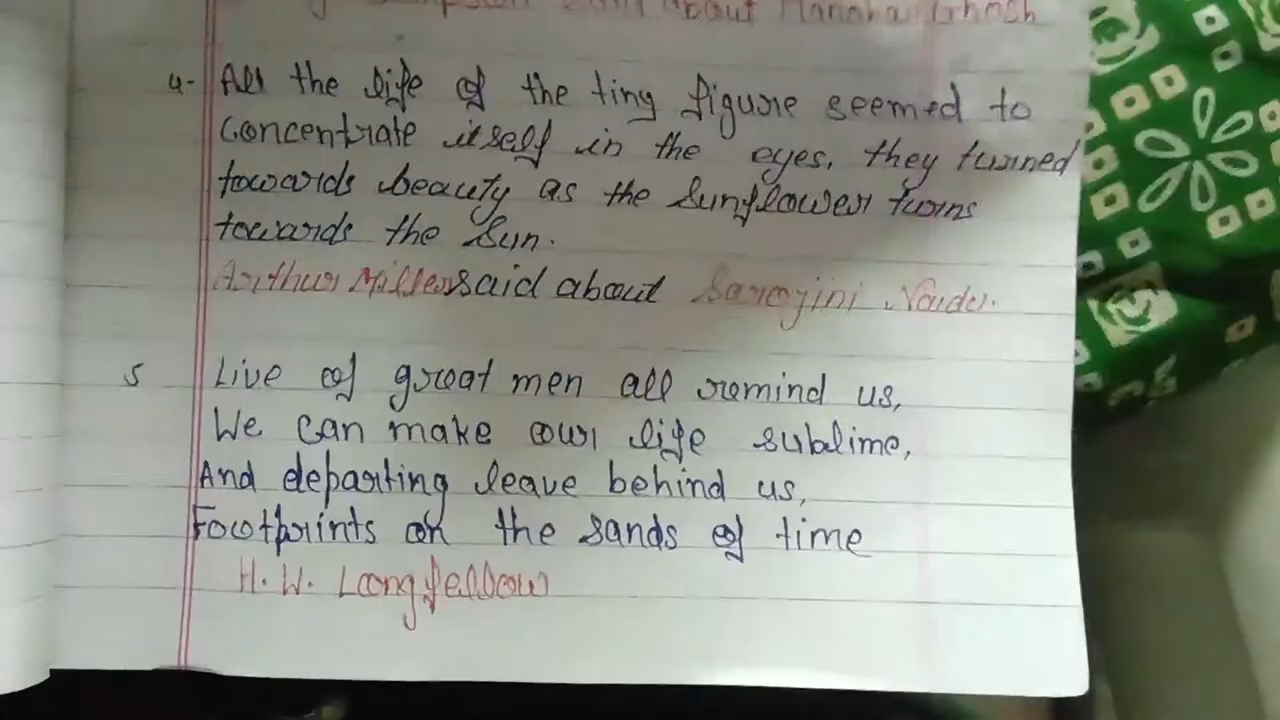 about Manmohan Ghosh
4- All the life of the tiny figure seemed to
concentrate itself in the eyes, they turned
towards beauty as the Sunflower turns
towards the Sun.
Arthur Miller said about Sarojini Naidu.
5 Live of great men all remind us,
We can make our life sublime,
And departing leave behind us,
Footprints on the sands of time
H. W. Longfellow